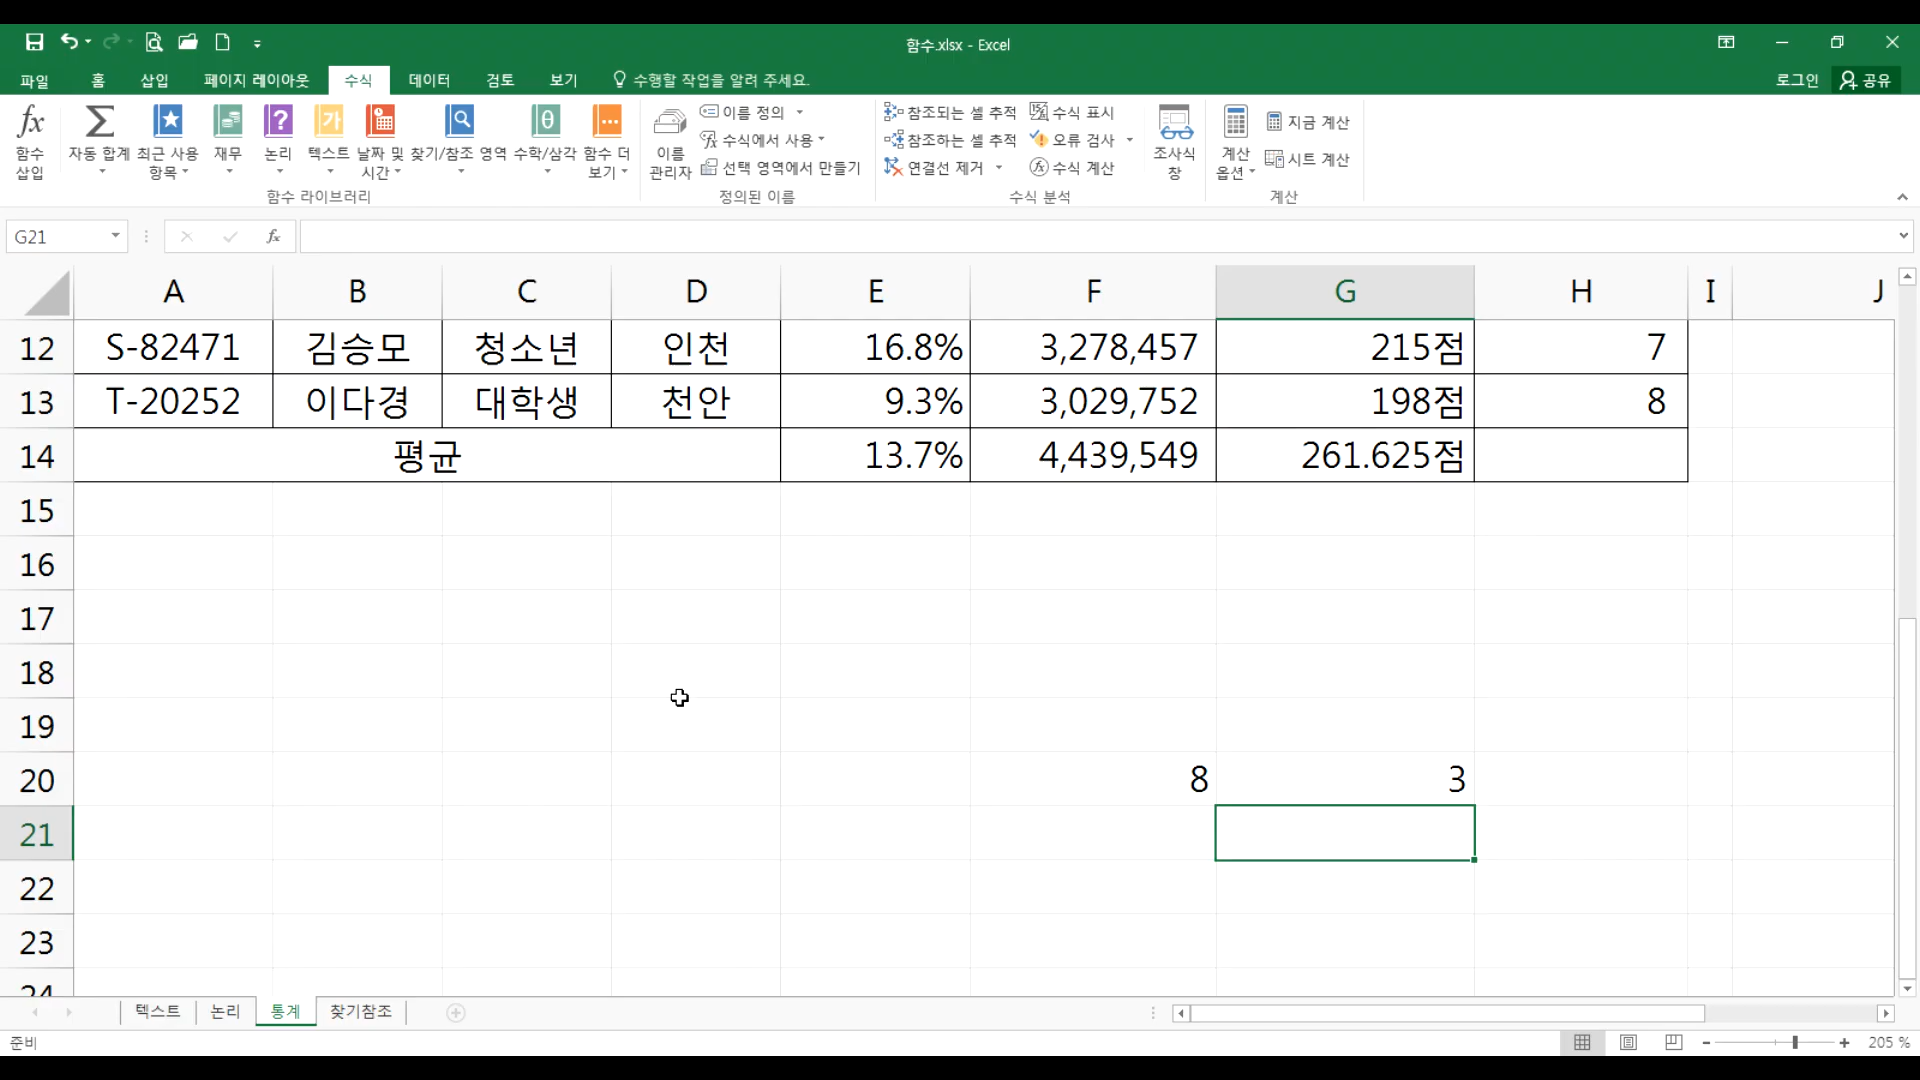 함수.xlsx - Excel
파일 홈 삽입 페이지 레이아웃 수식 데이터 검토 보기 수행할 작업을 알려 주세요. 로그인 공유
fx 함수 삽입
Σ 자동 합계
최근 사용 항목
재무
논리
텍스트
날짜 및 시간
찾기/참조 영역
수학/삼각
함수 더 보기
함수 라이브러리
이름 관리자
이름 정의
수식에서 사용
선택 영역에서 만들기
정의된 이름
참조되는 셀 추적
참조하는 셀 추적
연결선 제거
수식 표시
오류 검사
수식 계산
수식 분석
조사식 창
계산 옵션
지금 계산
시트 계산
계산
G21 fx
A B C D E F G H I J
12 S-82471 김승모 청소년 인천 16.8% 3,278,457 215점 7
13 T-20252 이다경 대학생 천안 9.3% 3,029,752 198점 8
14 평균 13.7% 4,439,549 261.625점
15
16
17
18
19
20 8 3
21
22
23
24
텍스트 논리 통계 찾기참조
준비 205 %